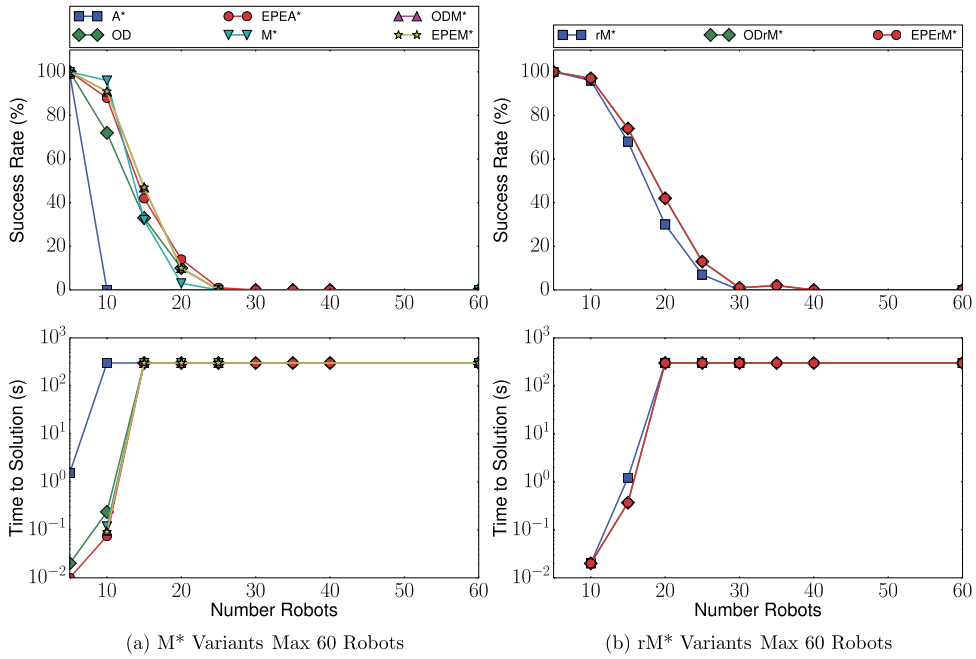 A* EPEA* ODM*
OD M* EPEM*
rM* ODrM* EPErM*
Success Rate (%)
100
80
60
40
20
0
10 20 30 40 50 60
Success Rate (%)
100
80
60
40
20
0
10 20 30 40 50 60
Time to Solution (s)
10^3
10^2
10^1
10^0
10^−1
10^−2
10 20 30 40 50 60
Number Robots
Time to Solution (s)
10^3
10^2
10^1
10^0
10^−1
10^−2
10 20 30 40 50 60
Number Robots
(a) M* Variants Max 60 Robots
(b) rM* Variants Max 60 Robots